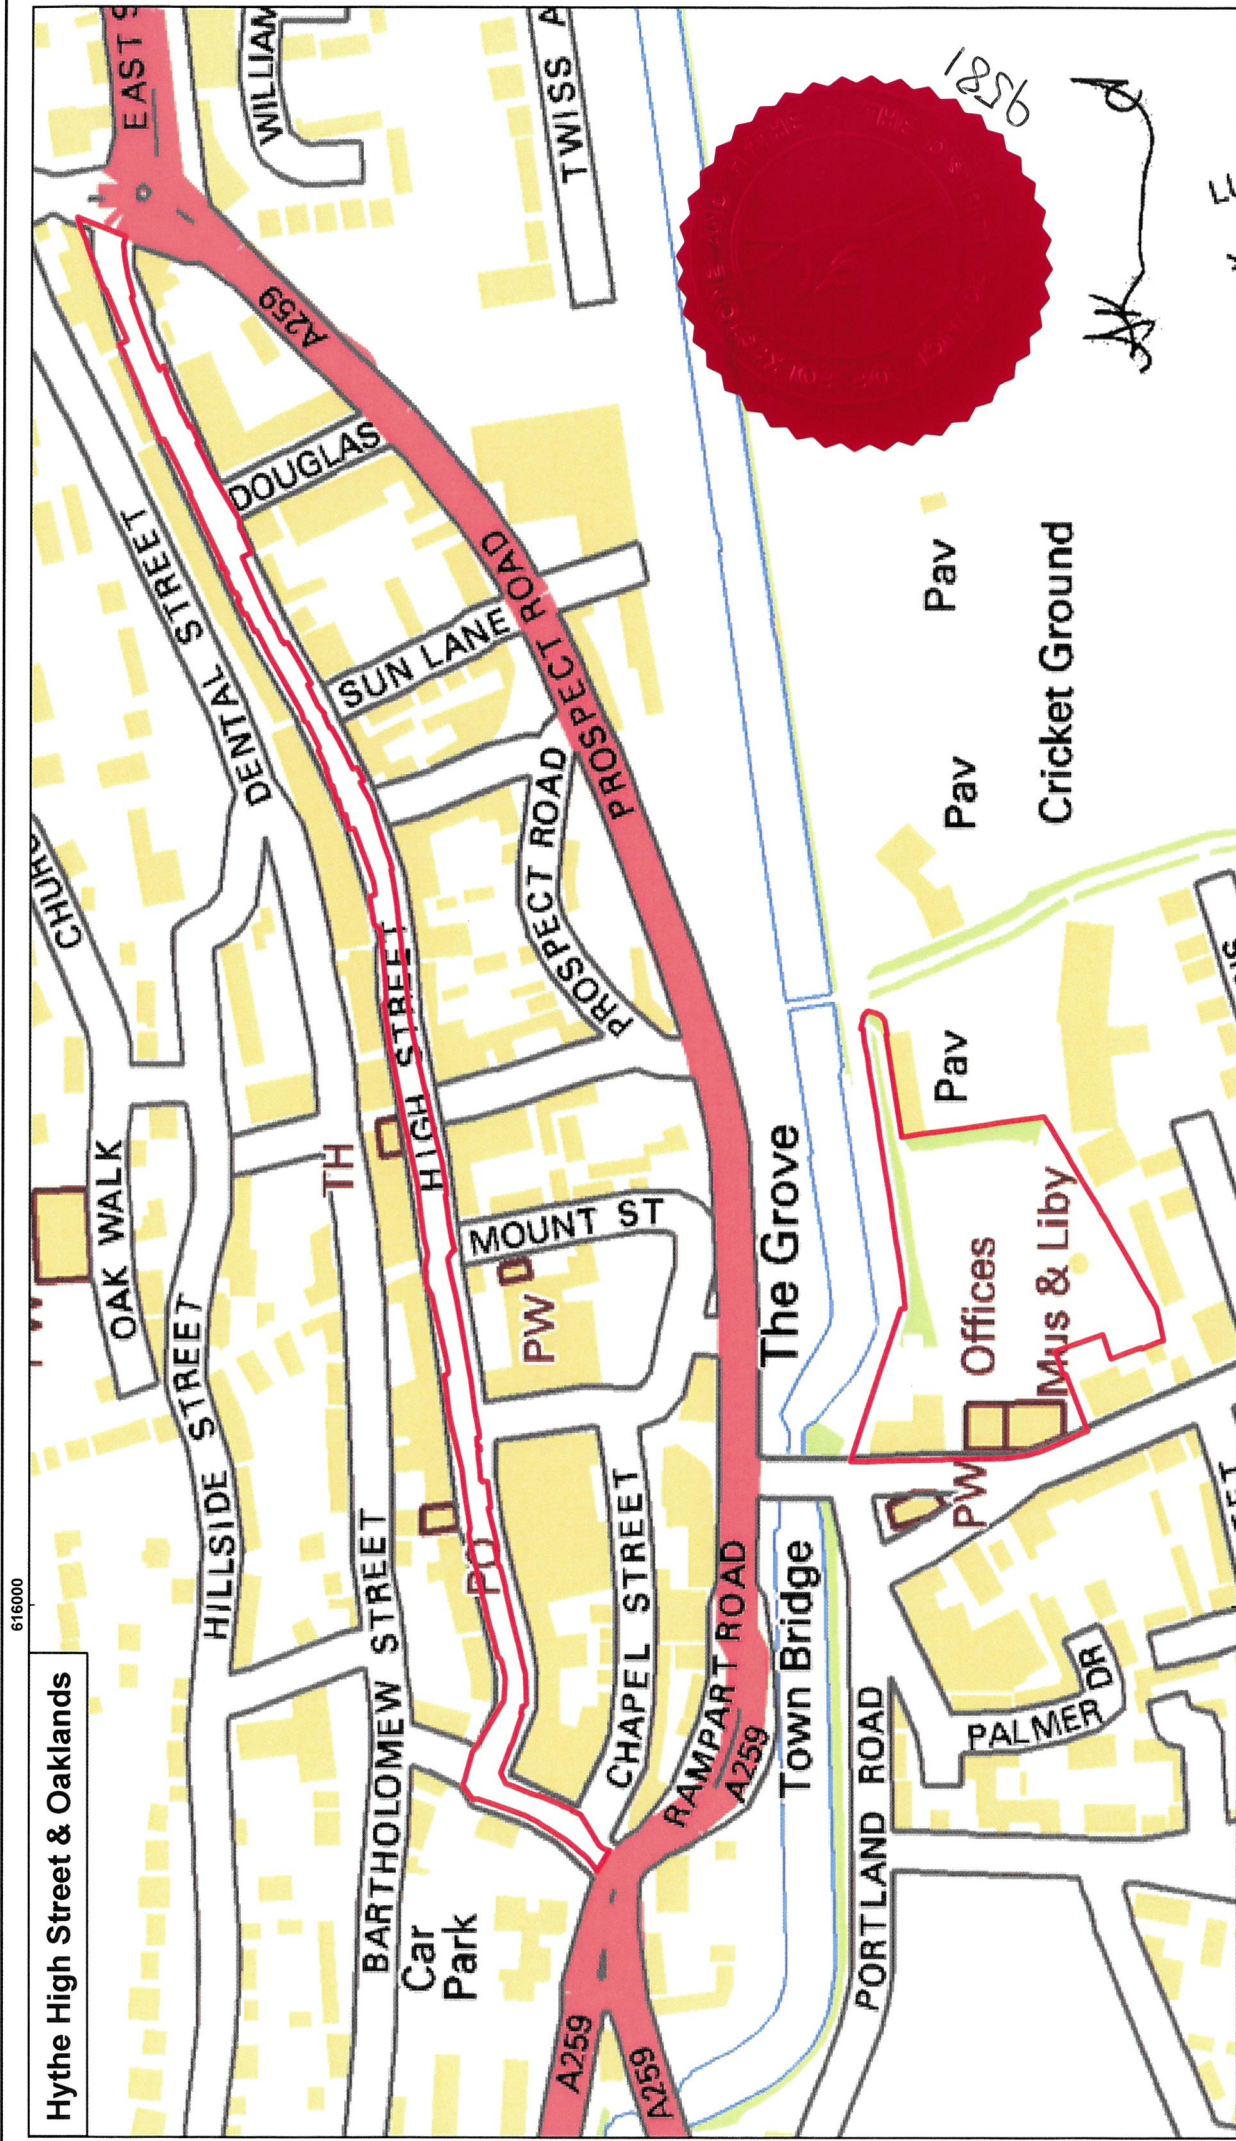 Hythe High Street & Oaklands
616000
EAST S
WILLIAM
TWISS A
9581
A259
DOUGLAS
DENTAL STREET
SUN LANE
PROSPECT ROAD
PROSPECT ROAD
PROSPECT
CHURC
OAK WALK
HILLSIDE STREET
TH
HIGH STREET
MOUNT ST
PW
PO
BARTHOLOMEW STREET
CHAPEL STREET
RAMPART ROAD
A259
Car
Park
A259
A259
The Grove
Town Bridge
PORTLAND ROAD
PALMER DR
PW
Offices
Mus & Liby
Pav
Pav
Pav
Cricket Ground